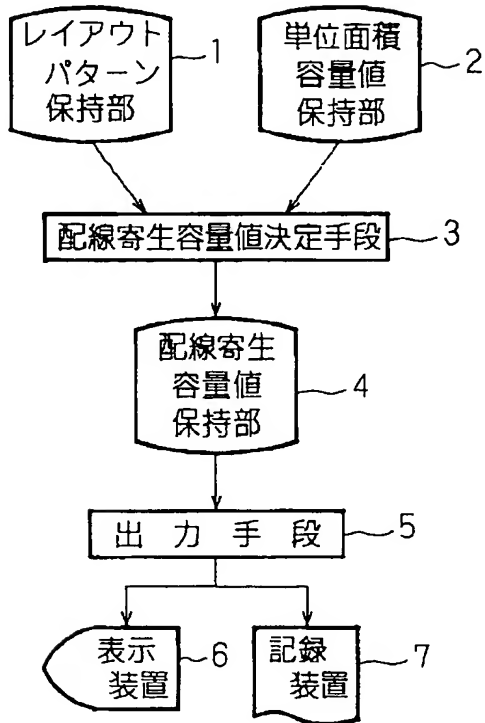 レイアウト
パターン
保持部
1
単位面積
容量値
保持部
2
配線寄生容量値決定手段
3
配線寄生
容量値
保持部
4
出力手段
5
表示
装置
6
記録
装置
7